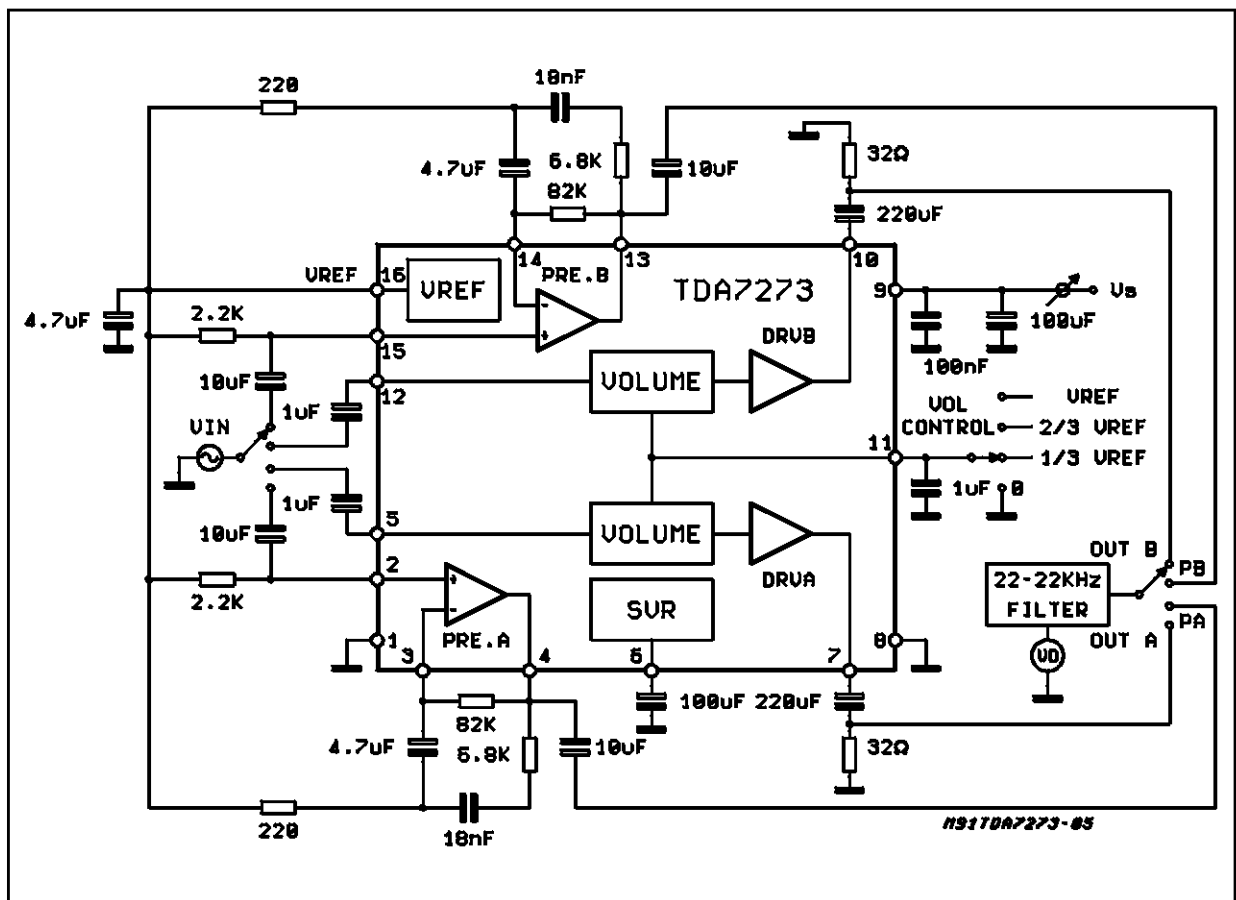 220
18nF
4.7uF
6.8K
10uF
82K
32Ω
220uF
14
13
10
VREF
16
VREF
PRE.B
TDA7273
9
Vs
4.7uF
2.2K
15
-
+
DRVB
100nF
100uF
10uF
12
VOLUME
1uF
VIN
VOL
CONTROL
VREF
2/3 VREF
1/3 VREF
11
1uF
0
1uF
10uF
5
VOLUME
DRVA
2
2.2K
+
-
PRE.A
SVR
OUT B
PB
22-22KHz
FILTER
PA
OUT A
VD
1
3
4
6
7
8
82K
100uF
220uF
4.7uF
6.8K
10uF
32Ω
220
18nF
M91TDA7273-05